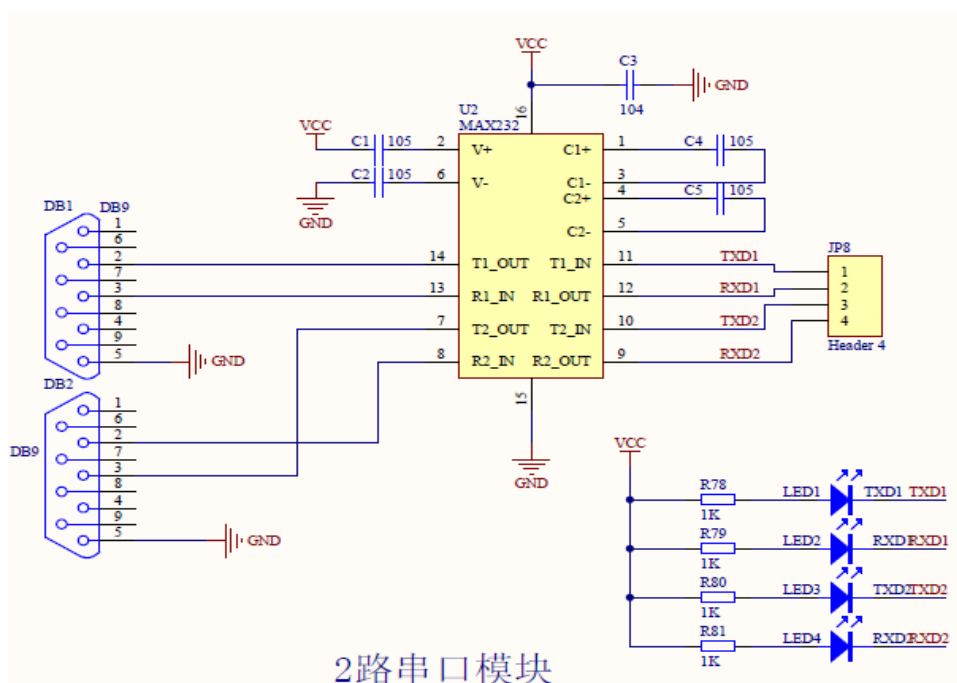 VCC
C3
GND
104
16
U2
MAX232
VCC
C1 105 2 V+ C1+ 1 C4 105
C2 105 6 V- C1- 3
C2+ 4 C5 105
GND
C2- 5
DB1 DB9
1
6
2
7
3
8
4
9
5
GND
14 T1_OUT T1_IN 11 TXD1
13 R1_IN R1_OUT 12 RXD1
7 T2_OUT T2_IN 10 TXD2
8 R2_IN R2_OUT 9 RXD2
JP8
1
2
3
4
Header 4
15
GND
DB2
DB9
1
6
2
7
3
8
4
9
5
GND
VCC
R78 LED1 TXD1 TXD1
1K
R79 LED2 RXD1 RXD1
1K
R80 LED3 TXD2 TXD2
1K
R81 LED4 RXD2 RXD2
1K
2路串口模块